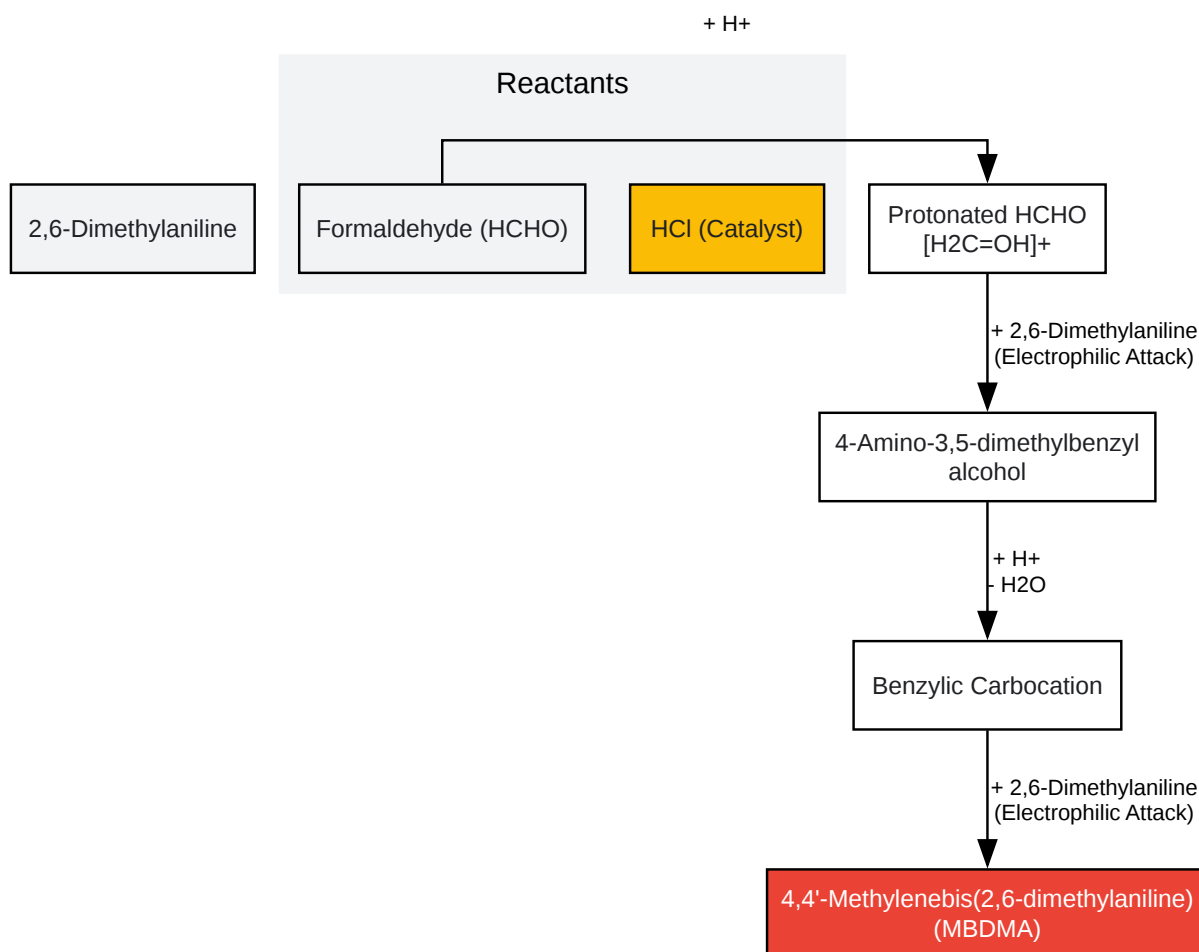 + H+
Reactants
2,6-Dimethylaniline
Formaldehyde (HCHO)
HCl (Catalyst)
Protonated HCHO
[H2C=OH]+
+ 2,6-Dimethylaniline
(Electrophilic Attack)
4-Amino-3,5-dimethylbenzyl
alcohol
+ H+
- H2O
Benzylic Carbocation
+ 2,6-Dimethylaniline
(Electrophilic Attack)
4,4'-Methylenebis(2,6-dimethylaniline)
(MBDMA)